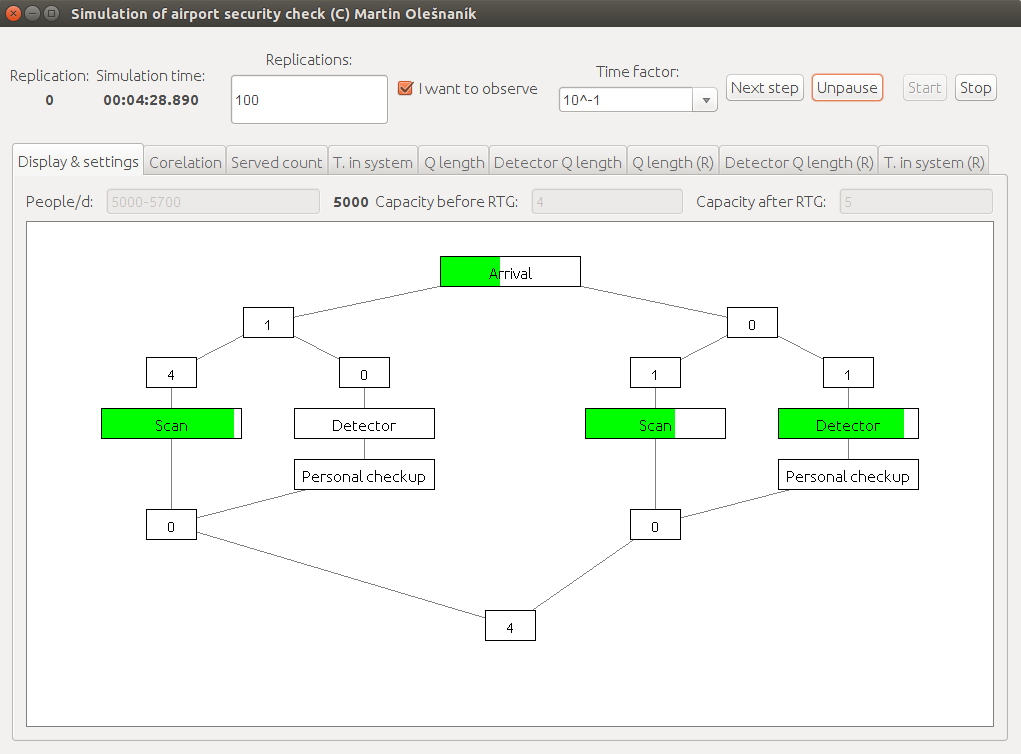 Simulation of airport security check (C) Martin Olešnaník
Replication: Simulation time: Replications: Time factor:
0 00:04:28.890 100 I want to observe 10^-1 Next step Unpause Start Stop
Display & settings Corelation Served count T. in system Q length Detector Q length Q length (R) Detector Q length (R) T. in system (R)
People/d: 5000-5700 5000 Capacity before RTG: 4 Capacity after RTG: 5
Arrival
1 0
4 0 1 1
Scan Detector Scan Detector
Personal checkup Personal checkup
0 0
4